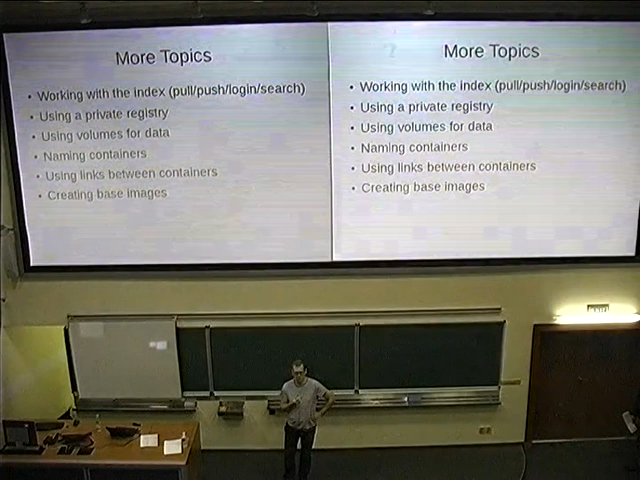 More Topics
• Working with the index (pull/push/login/search)
• Using a private registry
• Using volumes for data
• Naming containers
• Using links between containers
• Creating base images
More Topics
• Working with the index (pull/push/login/search)
• Using a private registry
• Using volumes for data
• Naming containers
• Using links between containers
• Creating base images